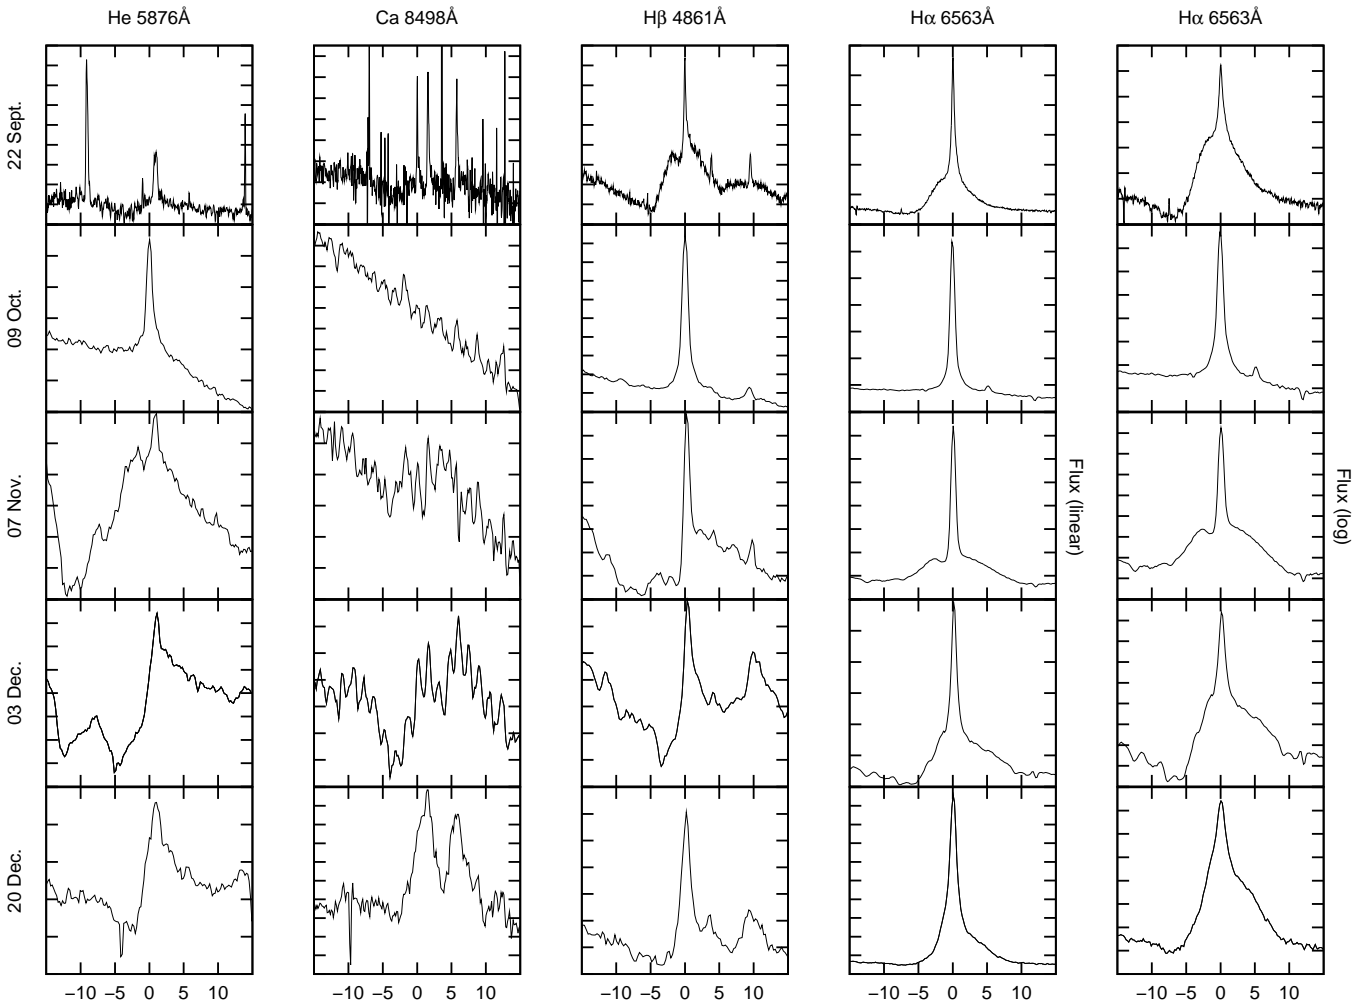 He 5876Å Ca 8498Å Hβ 4861Å Hα 6563Å Hα 6563Å
22 Sept.
09 Oct.
07 Nov.
03 Dec.
20 Dec.
Flux (linear)
Flux (log)
−10 −5 0 5 10 −10 −5 0 5 10 −10 −5 0 5 10 −10 −5 0 5 10 −10 −5 0 5 10